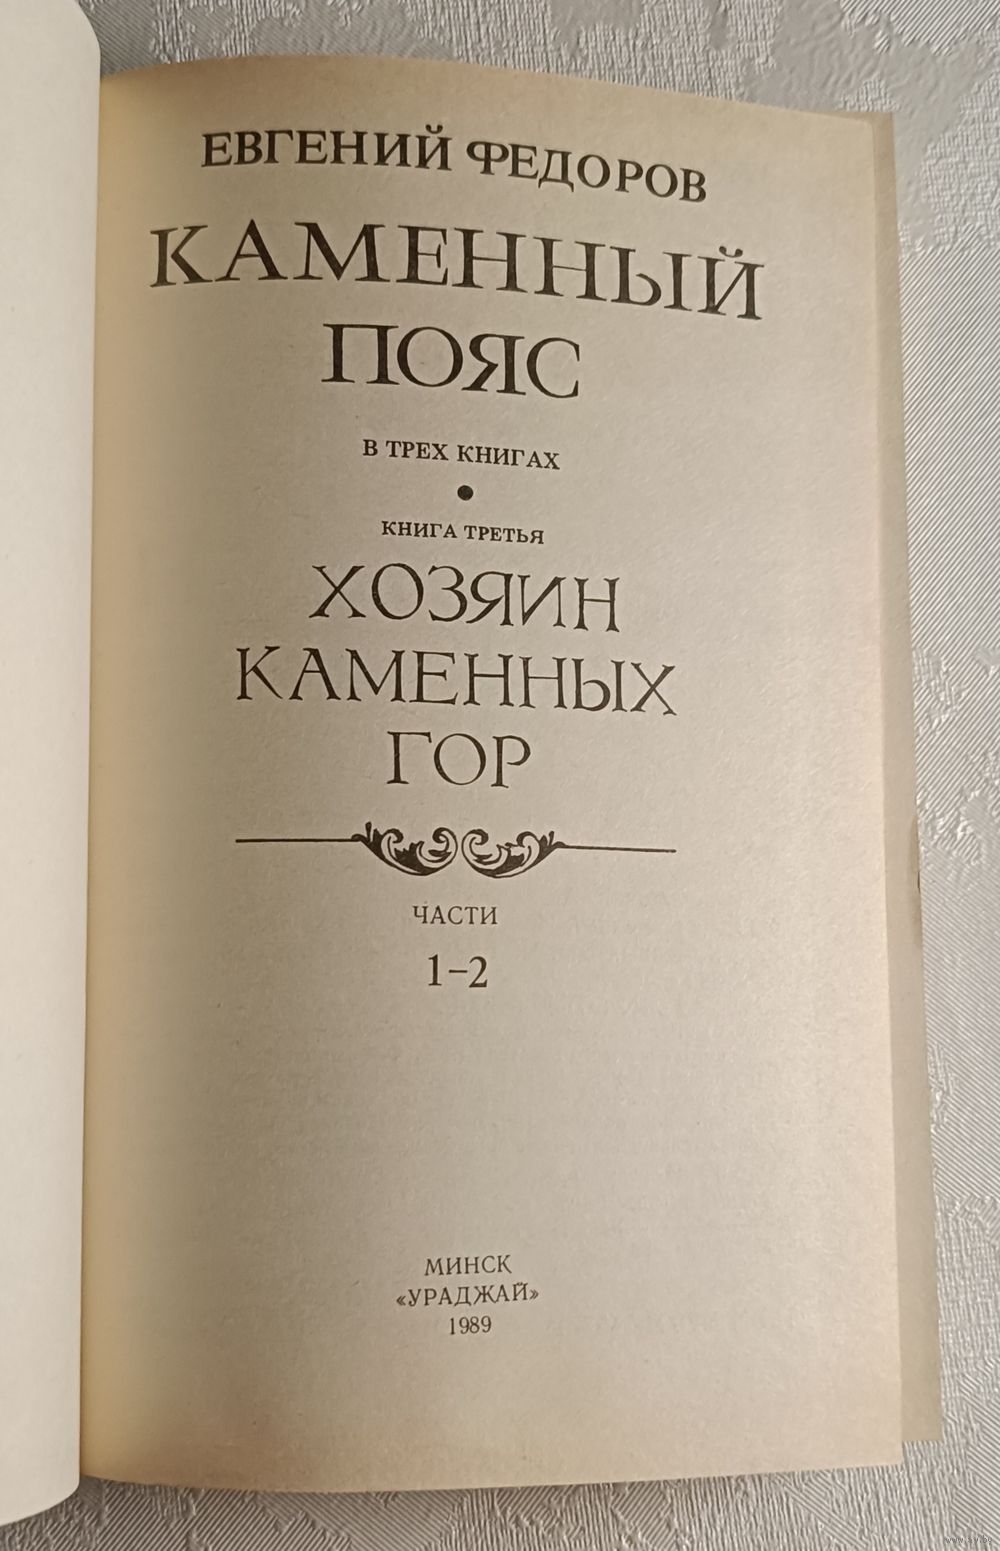 ЕВГЕНИЙ ФЕДОРОВ
КАМЕННЫЙ
ПОЯС
В ТРЕХ КНИГАХ
•
КНИГА ТРЕТЬЯ
ХОЗЯИН
КАМЕННЫХ
ГОР
ЧАСТИ
1–2
МИНСК
«УРАДЖАЙ»
1989